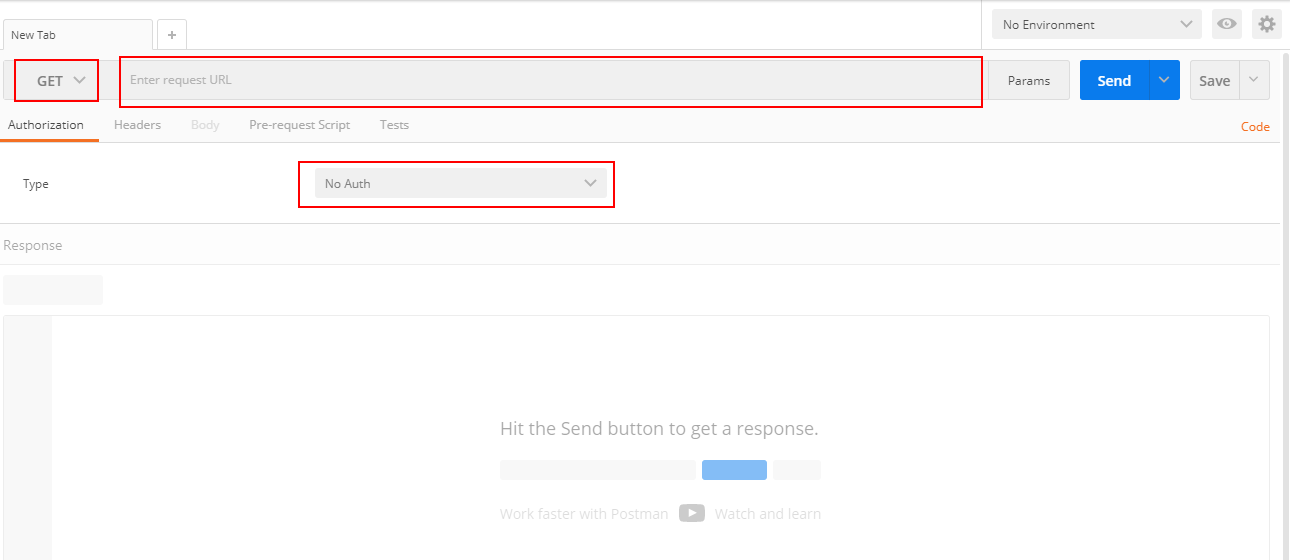 New Tab
No Environment
GET
Enter request URL
Params
Send
Save
Authorization
Headers
Body
Pre-request Script
Tests
Code
Type
No Auth
Response
Hit the Send button to get a response.
Work faster with Postman
Watch and learn